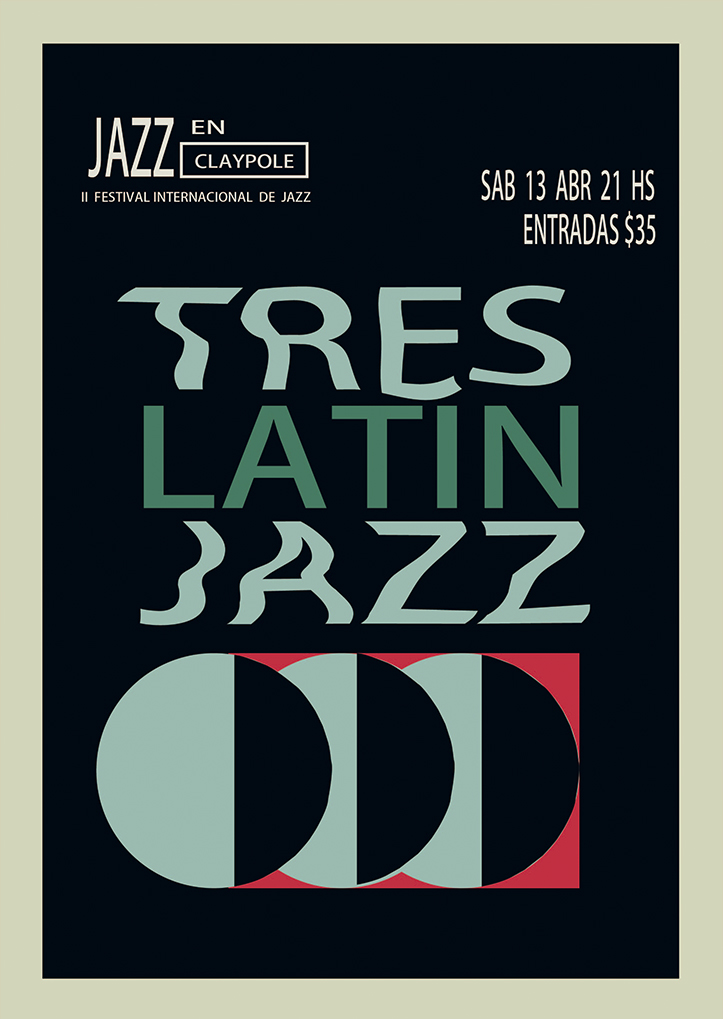 JAZZ EN
CLAYPOLE
II FESTIVAL INTERNACIONAL DE JAZZ
SAB 13 ABR 21 HS
ENTRADAS $35
TRES
LATIN
JAZZ